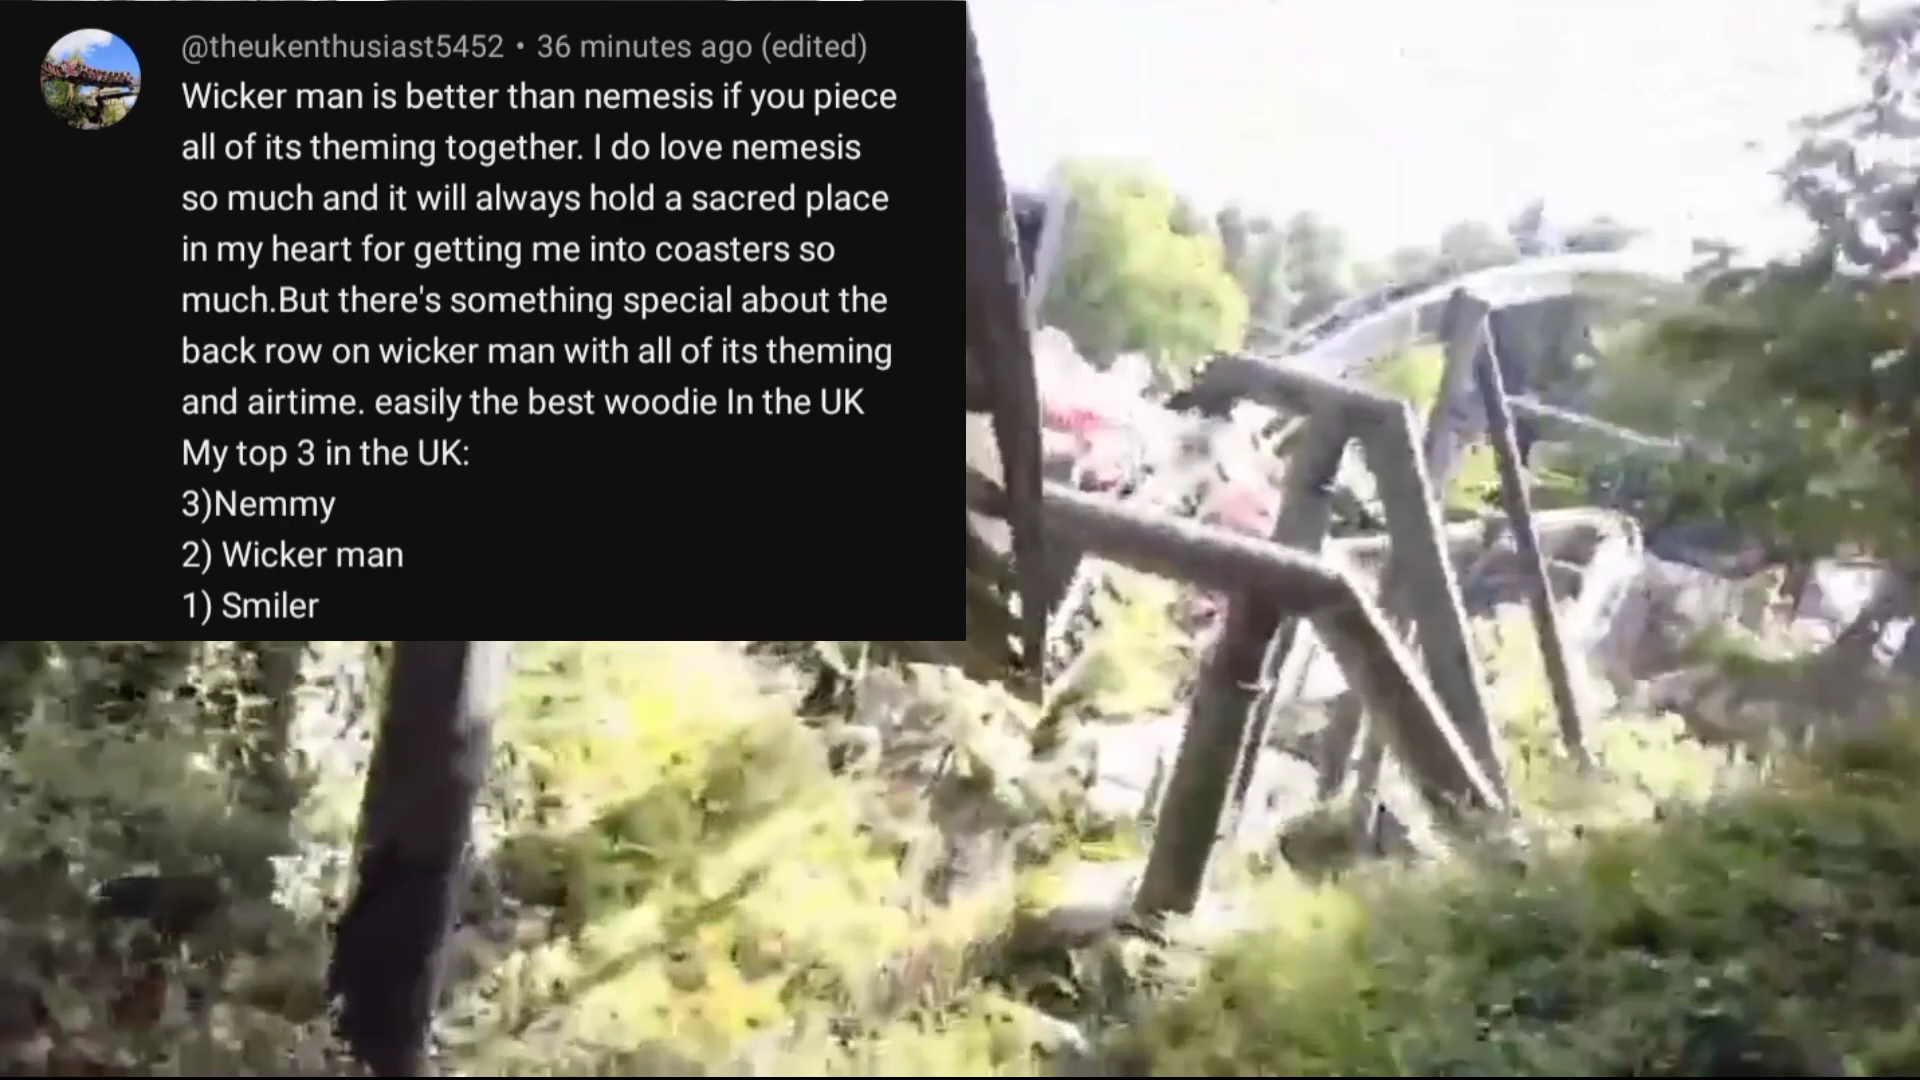 @theukenthusiast5452 • 36 minutes ago (edited)
Wicker man is better than nemesis if you piece
all of its theming together. I do love nemesis
so much and it will always hold a sacred place
in my heart for getting me into coasters so
much.But there's something special about the
back row on wicker man with all of its theming
and airtime. easily the best woodie In the UK
My top 3 in the UK:
3)Nemmy
2) Wicker man
1) Smiler